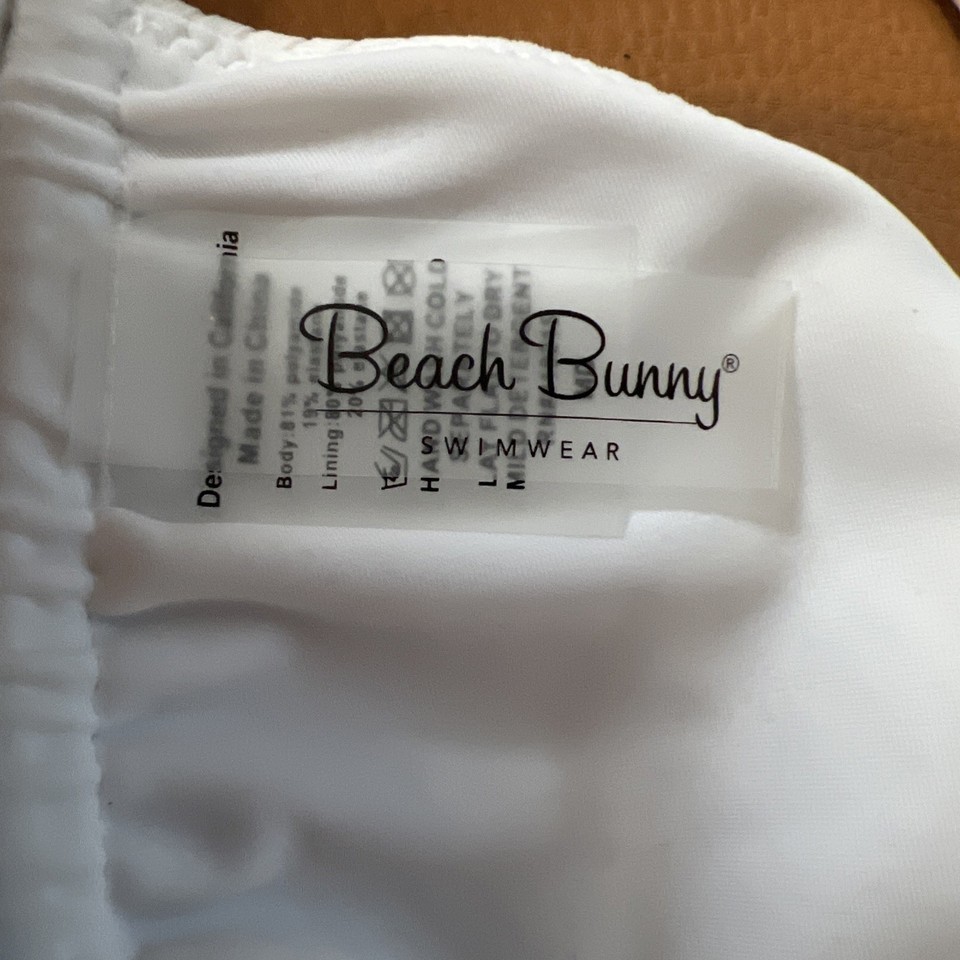 Beach Bunny®
SWIMWEAR
Designed in California
Made in China
Body:81% polyamide
19% elastane
Lining:80% polyamide
20% elastane
HAND WASH COLD
SEPARATELY
LAY FLAT TO DRY
MILD DETERGENT